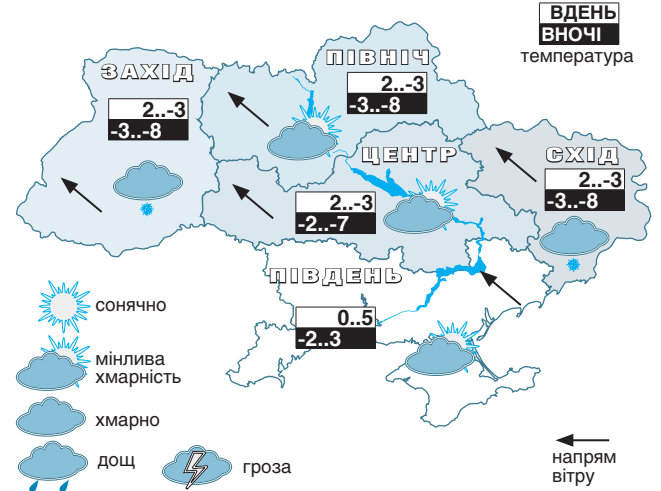 ВДЕНЬ
ВНОЧІ
температура
ЗАХІД
2..-3
-3..-8
ПІВНІЧ
2..-3
-3..-8
ЦЕНТР
2..-3
-2..-7
СХІД
2..-3
-3..-8
ПІВДЕНЬ
0..5
-2..3
сонячно
мінлива
хмарність
хмарно
дощ
гроза
напрям
вітру